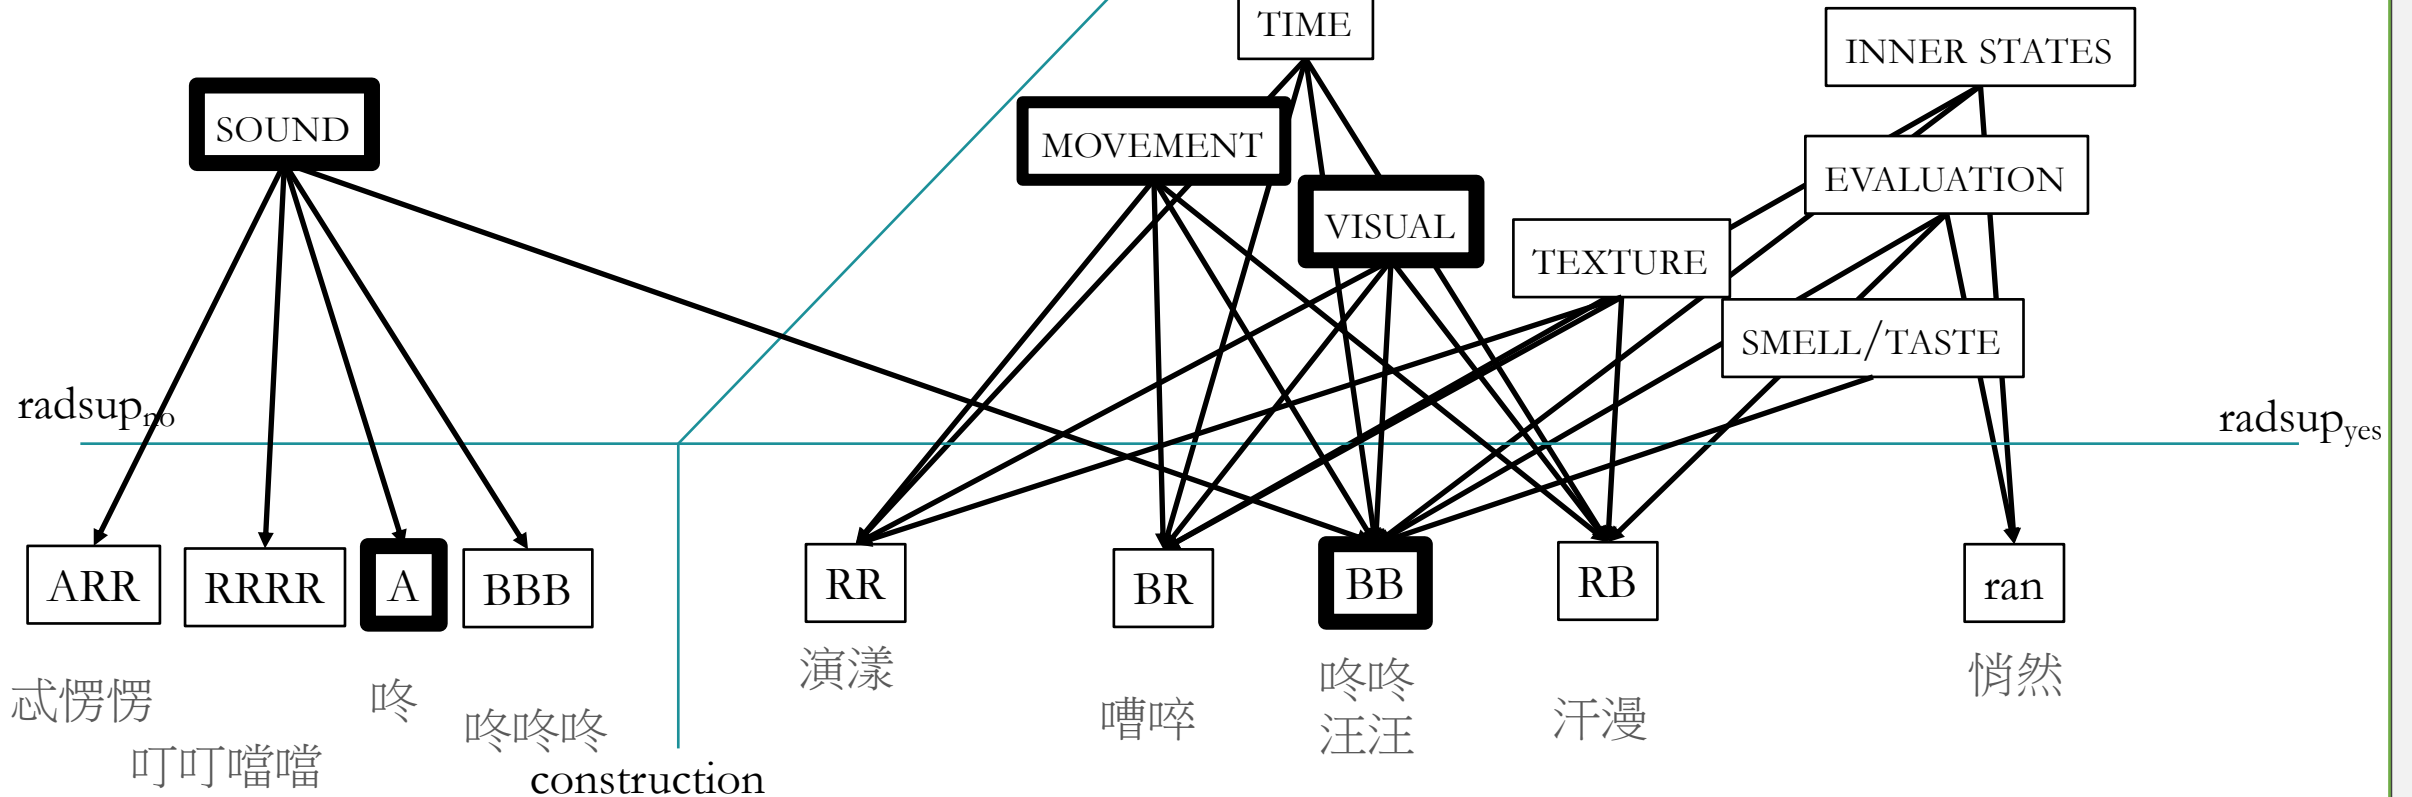 TIME
INNER STATES
SOUND
MOVEMENT
EVALUATION
VISUAL
TEXTURE
SMELL/TASTE
radsupno
radsupyes
ARR
RRRR
A
BBB
RR
BR
BB
RB
ran
忒愣愣
叮叮噹噹
咚
咚咚咚
演漾
嘈啐
咚咚
汪汪
汗漫
悄然
construction